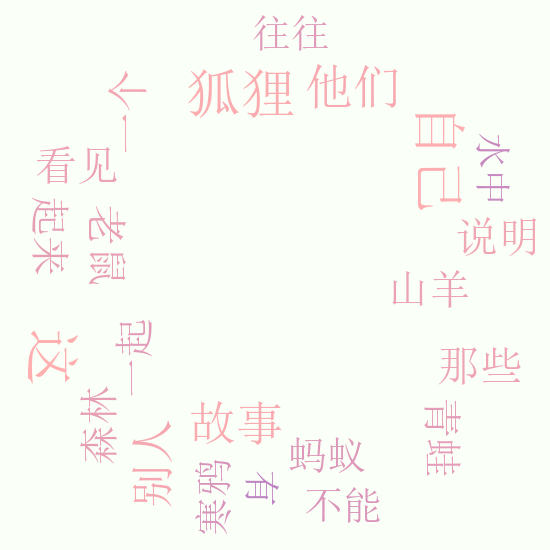 往往
狐狸
他们
一个
自己
水中
看见
起来
老鼠
说明
山羊
一起
这
那些
森林
故事
别人
青蛙
蚂蚁
寒鸦
有
不能